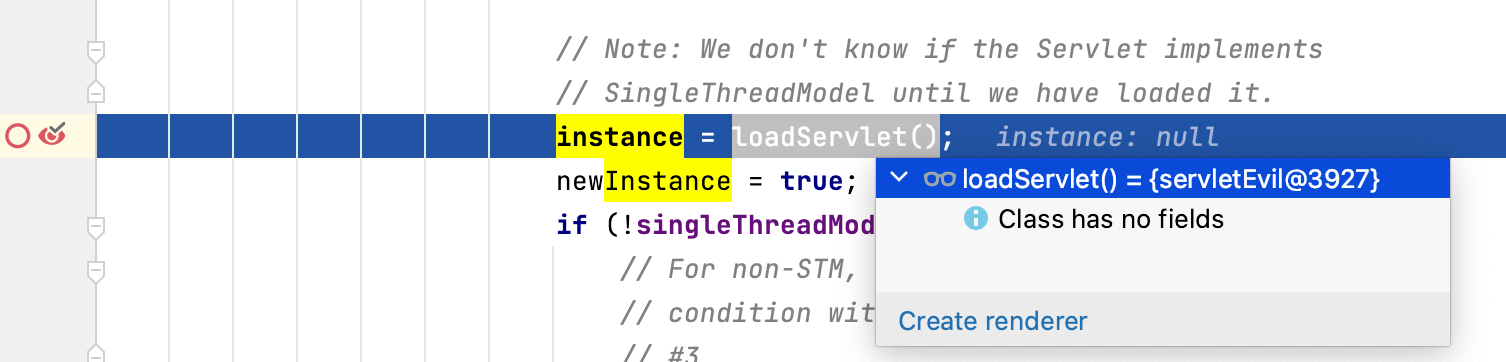 // Note: We don't know if the Servlet implements
// SingleThreadModel until we have loaded it.
instance = loadServlet(); instance: null
newInstance = true;
loadServlet() = {servletEvil@3927}
Class has no fields
if (!singleThreadMod
// For non-STM,
// condition wit
Create renderer
// #3